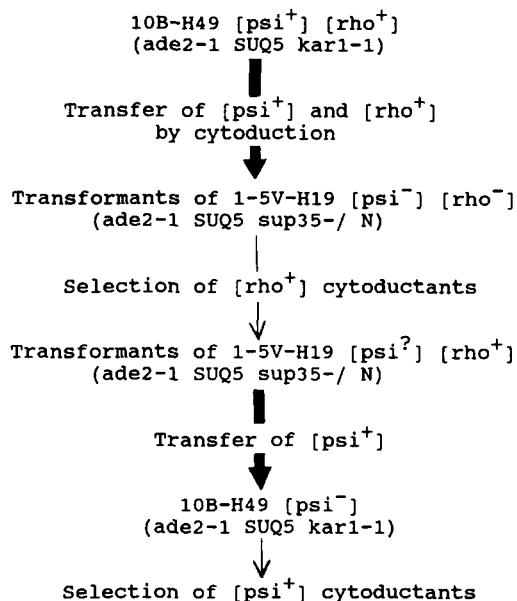 10B-H49 [psi⁺] [rho⁺]
(ade2-1 SUQ5 kar1-1)
Transfer of [psi⁺] and [rho⁺]
by cytoduction
Transformants of 1-5V-H19 [psi⁻] [rho⁻]
(ade2-1 SUQ5 sup35-/ N)
Selection of [rho⁺] cytoductants
Transformants of 1-5V-H19 [psi?] [rho⁺]
(ade2-1 SUQ5 sup35-/ N)
Transfer of [psi⁺]
10B-H49 [psi⁻]
(ade2-1 SUQ5 kar1-1)
Selection of [psi⁺] cytoductants